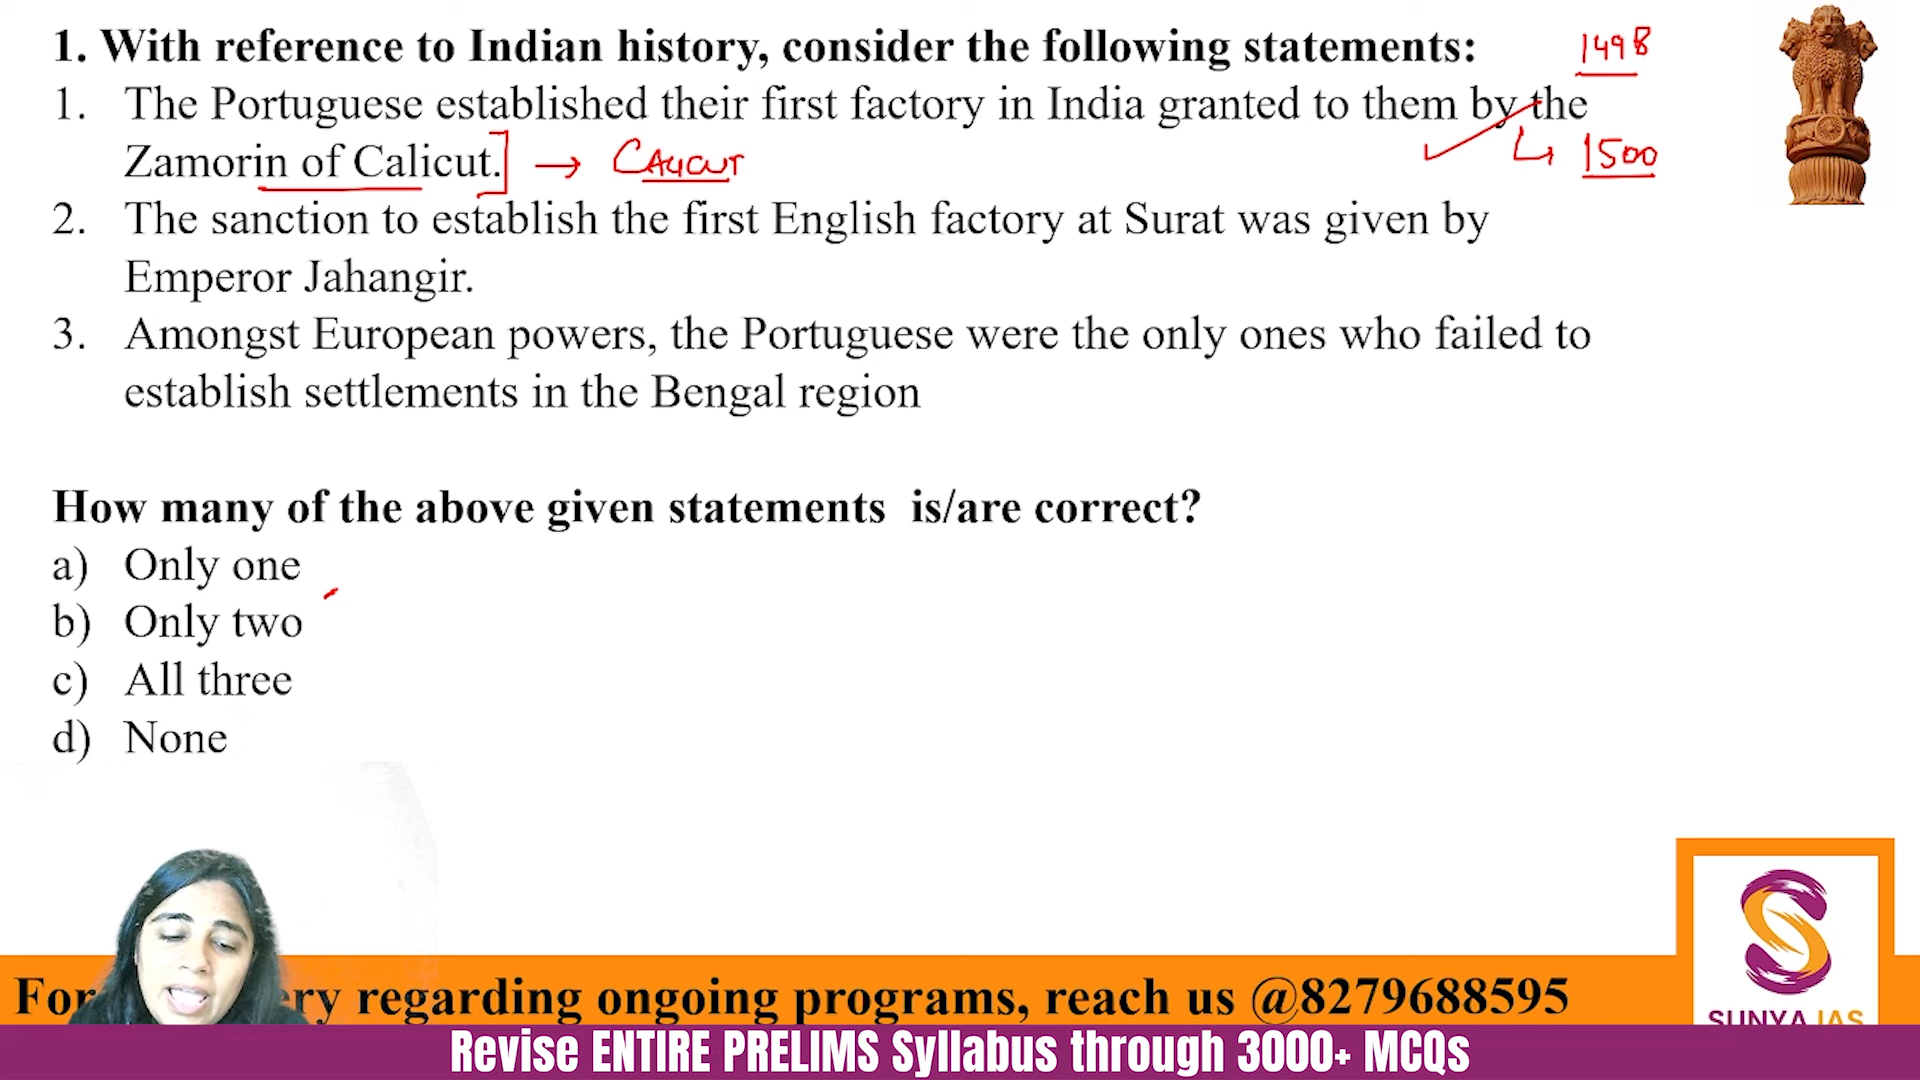 1. With reference to Indian history, consider the following statements:
1498
1. The Portuguese established their first factory in India granted to them by the
Zamorin of Calicut. → CALICUT
1500
2. The sanction to establish the first English factory at Surat was given by
Emperor Jahangir.
3. Amongst European powers, the Portuguese were the only ones who failed to
establish settlements in the Bengal region
How many of the above given statements is/are correct?
a) Only one
b) Only two
c) All three
d) None
For ery regarding ongoing programs, reach us @8279688595
SUNYA IAS
Revise ENTIRE PRELIMS Syllabus through 3000+ MCQs